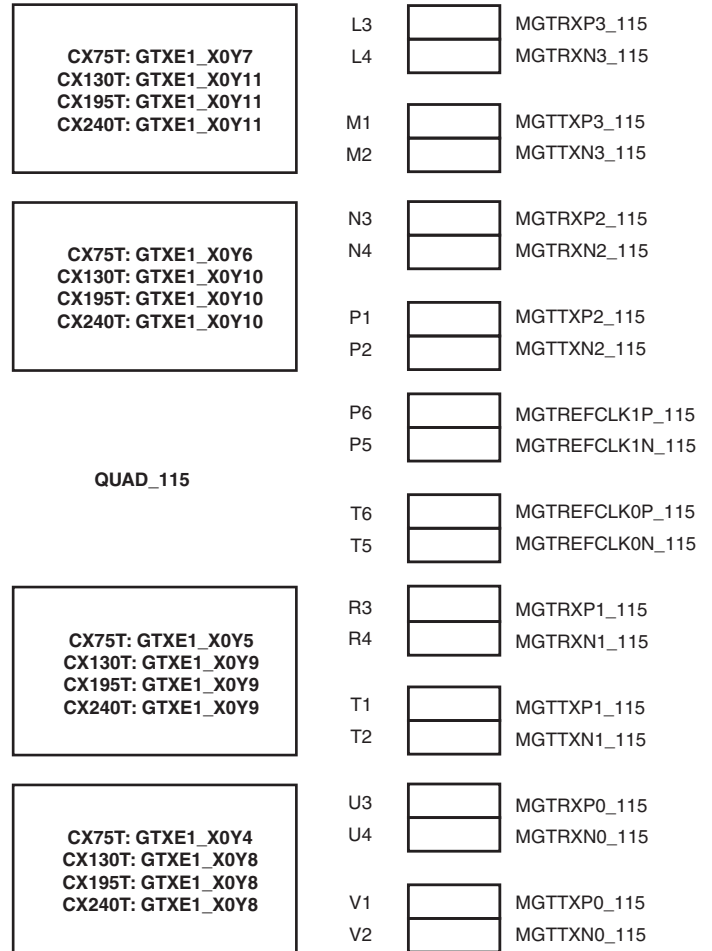 CX75T: GTXE1_X0Y7
CX130T: GTXE1_X0Y11
CX195T: GTXE1_X0Y11
CX240T: GTXE1_X0Y11
L3 MGTRXP3_115
L4 MGTRXN3_115
M1 MGTTXP3_115
M2 MGTTXN3_115
CX75T: GTXE1_X0Y6
CX130T: GTXE1_X0Y10
CX195T: GTXE1_X0Y10
CX240T: GTXE1_X0Y10
N3 MGTRXP2_115
N4 MGTRXN2_115
P1 MGTTXP2_115
P2 MGTTXN2_115
QUAD_115
P6 MGTREFCLK1P_115
P5 MGTREFCLK1N_115
T6 MGTREFCLK0P_115
T5 MGTREFCLK0N_115
CX75T: GTXE1_X0Y5
CX130T: GTXE1_X0Y9
CX195T: GTXE1_X0Y9
CX240T: GTXE1_X0Y9
R3 MGTRXP1_115
R4 MGTRXN1_115
T1 MGTTXP1_115
T2 MGTTXN1_115
CX75T: GTXE1_X0Y4
CX130T: GTXE1_X0Y8
CX195T: GTXE1_X0Y8
CX240T: GTXE1_X0Y8
U3 MGTRXP0_115
U4 MGTRXN0_115
V1 MGTTXP0_115
V2 MGTTXN0_115